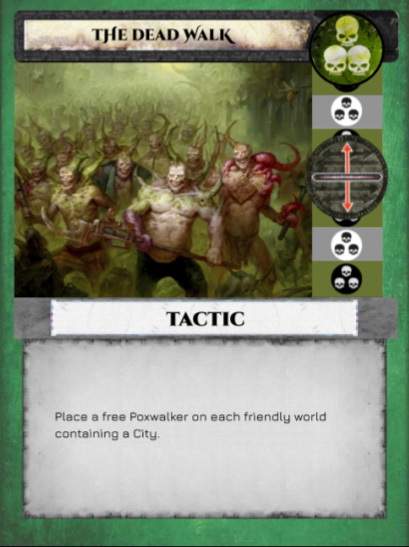 THE DEAD WALK
TACTIC
Place a free Poxwalker on each friendly world
containing a City.